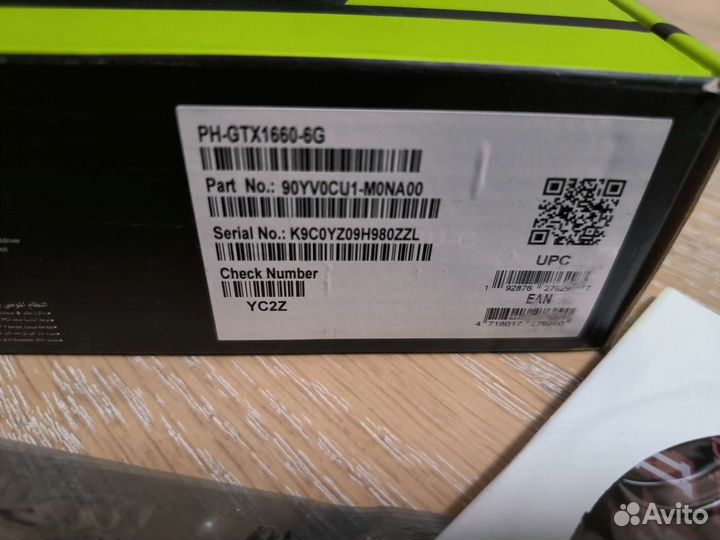 PH-GTX1660-6G
Part No.: 90YV0CU1-M0NA00
Serial No.: K9C0YZ09H980ZZL
Check Number
YC2Z
UPC
EAN
Avito